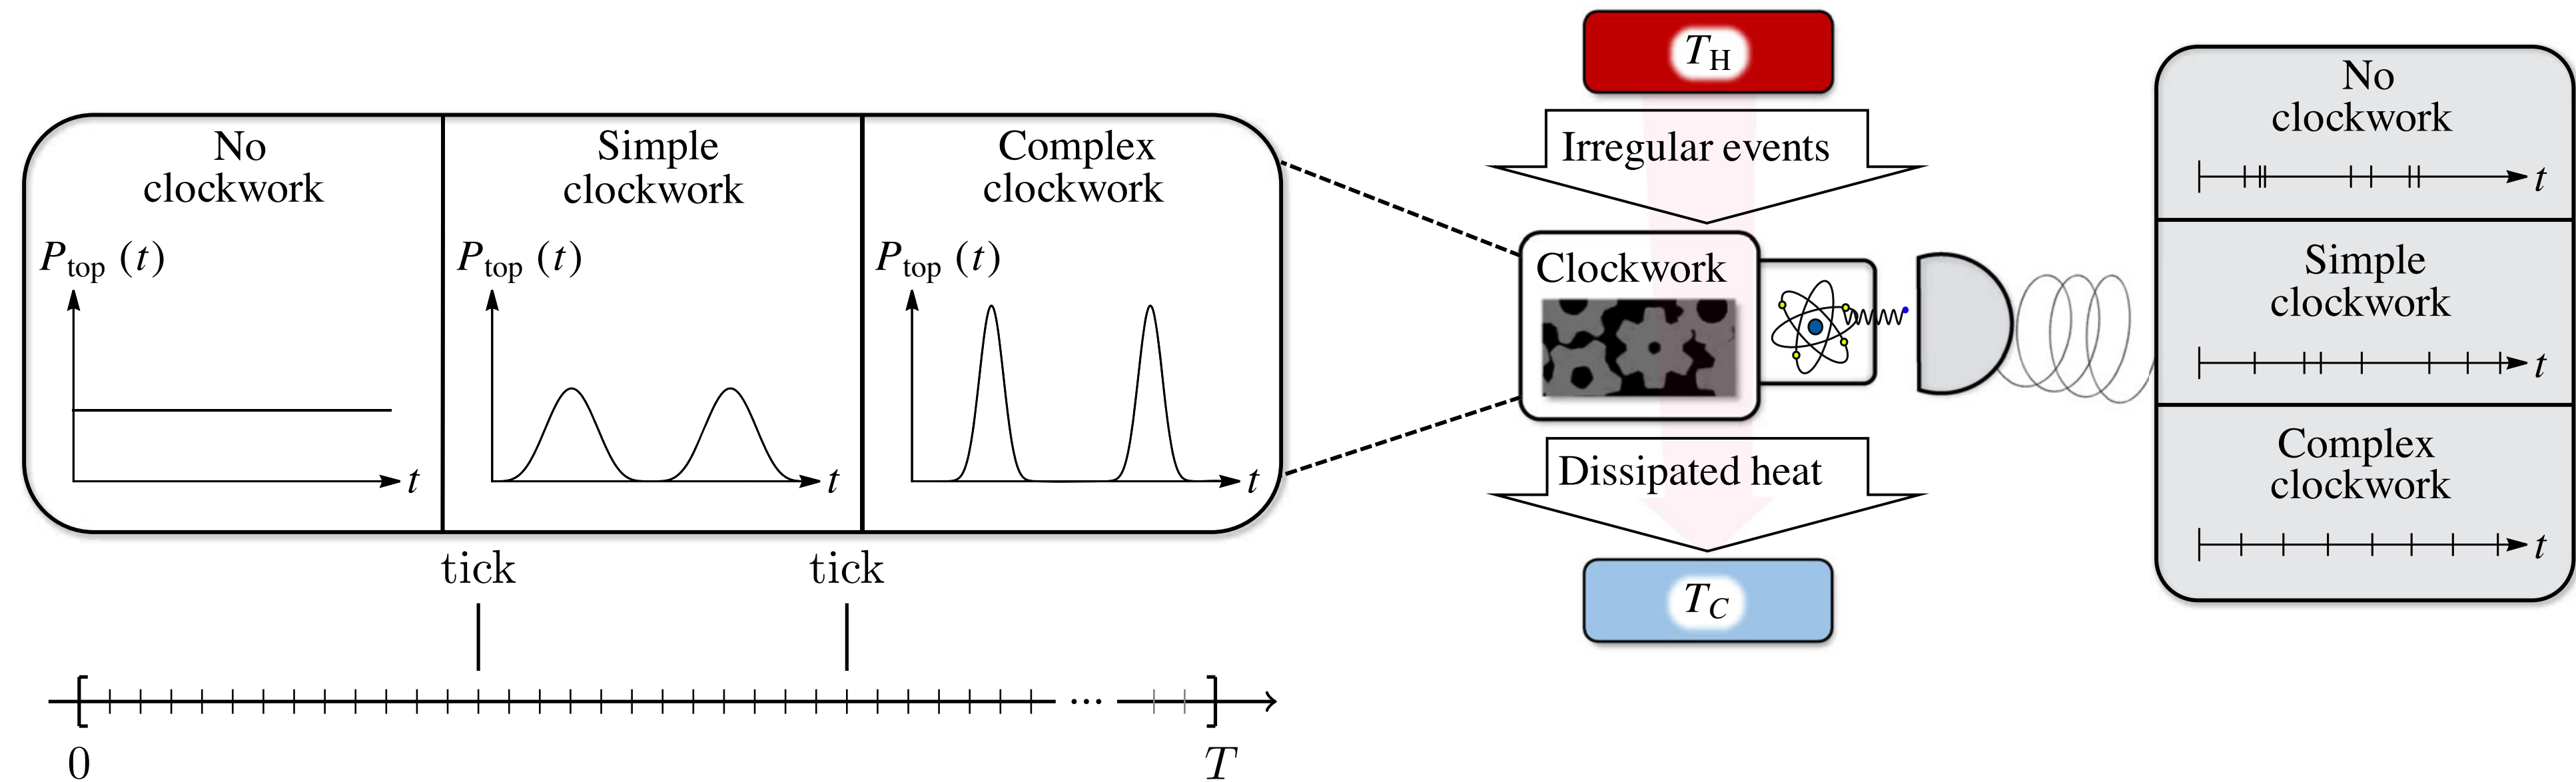 No
clockwork
P_top (t)
t
Simple
clockwork
P_top (t)
t
Complex
clockwork
P_top (t)
t
tick
tick
0
...
T
T_H
Irregular events
Clockwork
Dissipated heat
T_C
No
clockwork
t
Simple
clockwork
t
Complex
clockwork
t